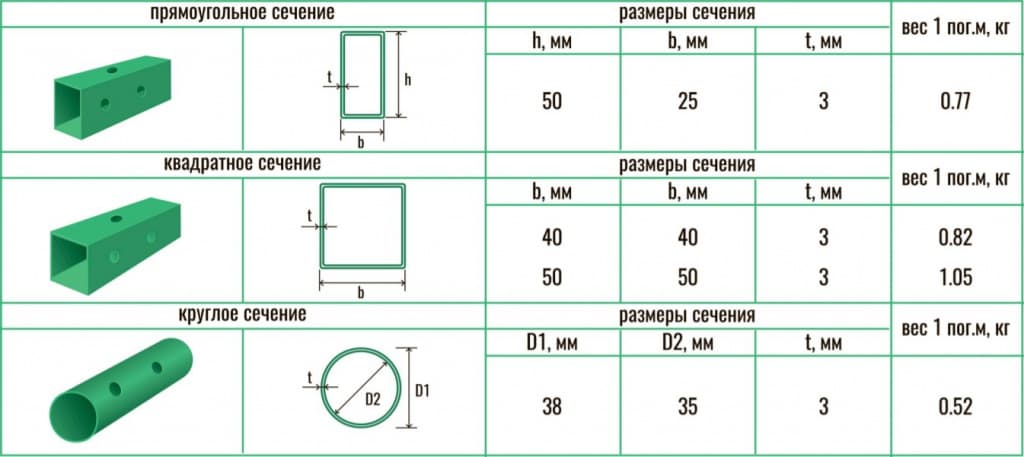 прямоугольное сечение
размеры сечения
вес 1 пог.м, кг
h, мм b, мм t, мм
t
h
b
50 25 3 0.77
квадратное сечение
размеры сечения
вес 1 пог.м, кг
b, мм b, мм t, мм
t
b
40 40 3 0.82
50 50 3 1.05
круглое сечение
размеры сечения
вес 1 пог.м, кг
D1, мм D2, мм t, мм
t
D2
D1
38 35 3 0.52